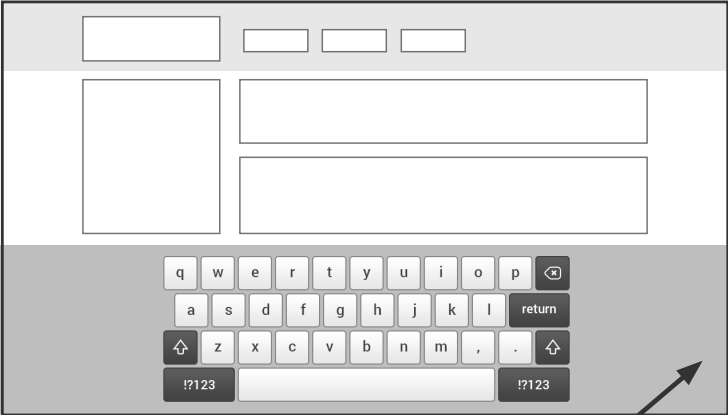 q w e r t y u i o p
a s d f g h j k l return
z x c v b n m , .
!?123 !?123